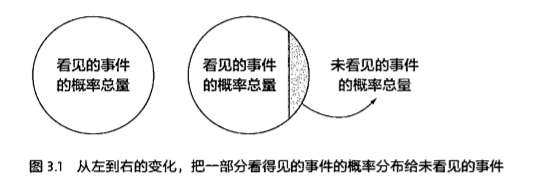 看见的事件
的概率总量
看见的事件
的概率总量
未看见的事件
的概率总量
图 3.1 从左到右的变化，把一部分看得见的事件的概率分布给未看见的事件